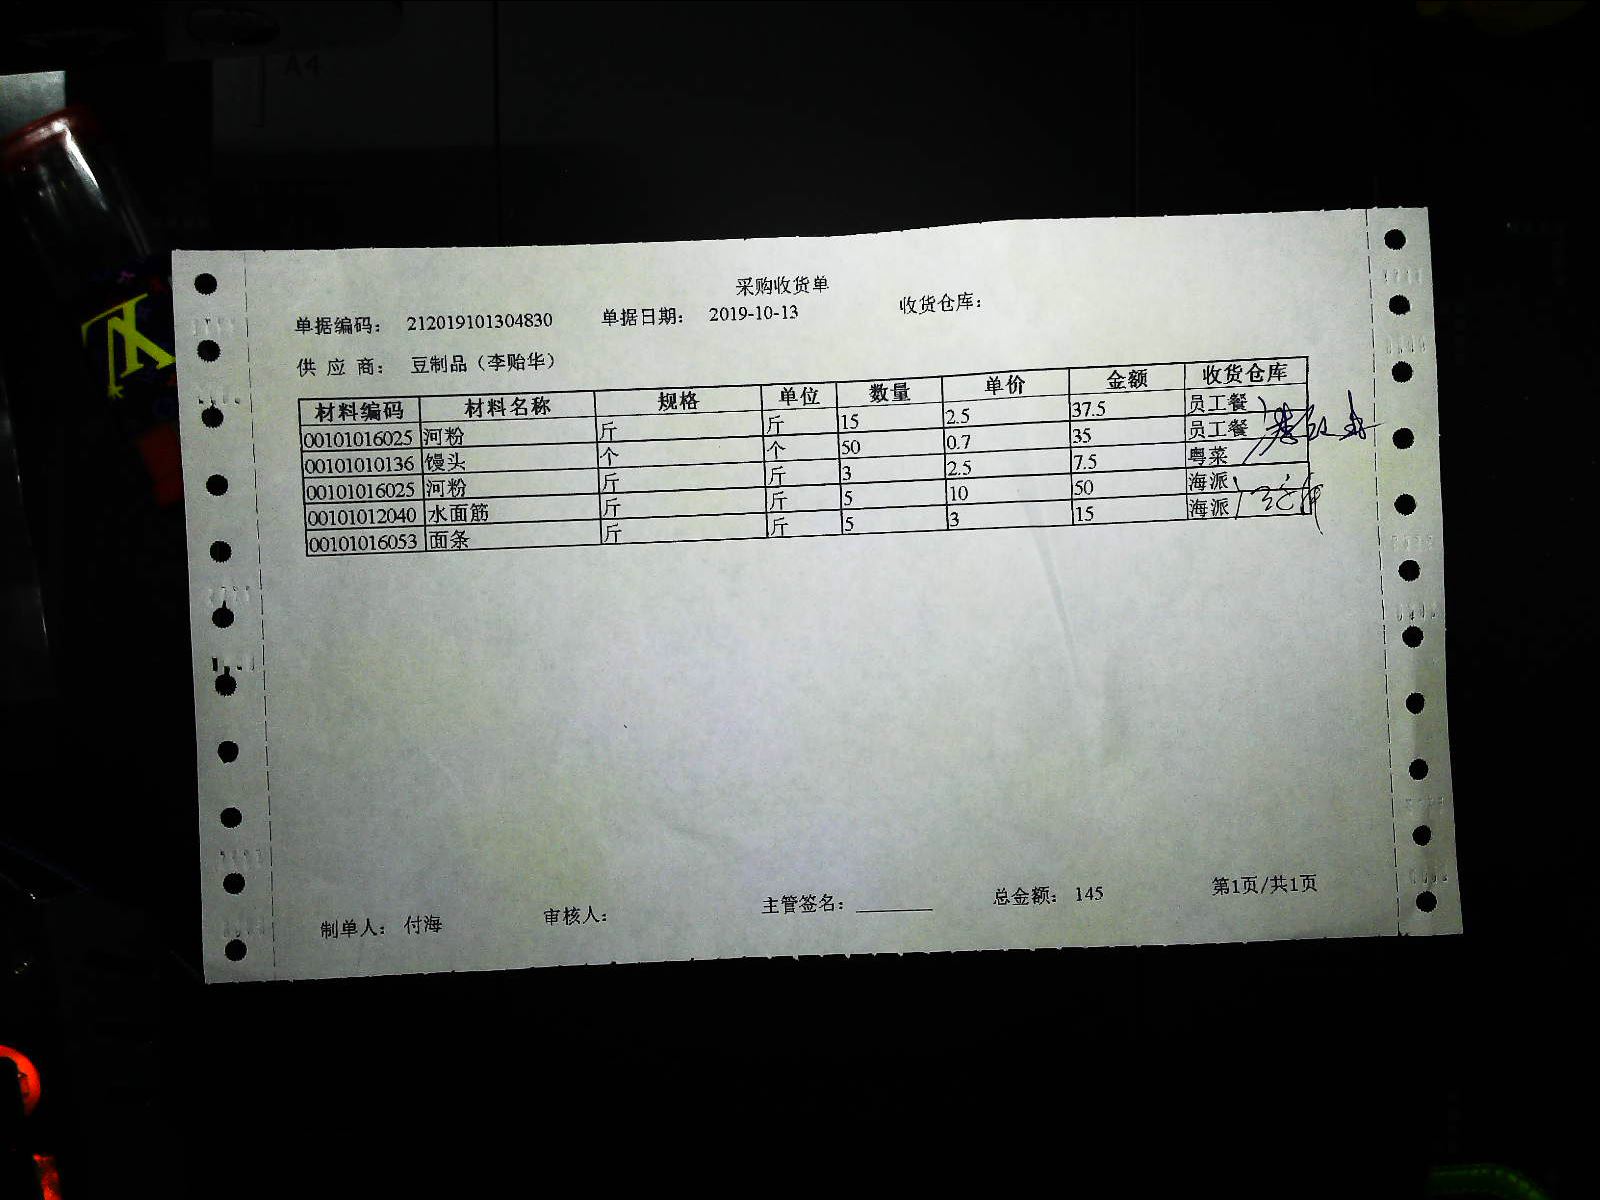 A4
采购收货单
单据编码： 212019101304830 单据日期： 2019-10-13 收货仓库：
供 应 商： 豆制品（李贻华）
材料编码 材料名称 规格 单位 数量 单价 金额 收货仓库
00101016025 河粉 斤 斤 15 2.5 37.5 员工餐
00101010136 馒头 个 个 50 0.7 35 员工餐
00101016025 河粉 斤 斤 3 2.5 7.5 粤菜
00101012040 水面筋 斤 斤 5 10 50 海派
00101016053 面条 斤 斤 5 3 15 海派
制单人： 付海 审核人： 主管签名： 总金额： 145 第1页/共1页